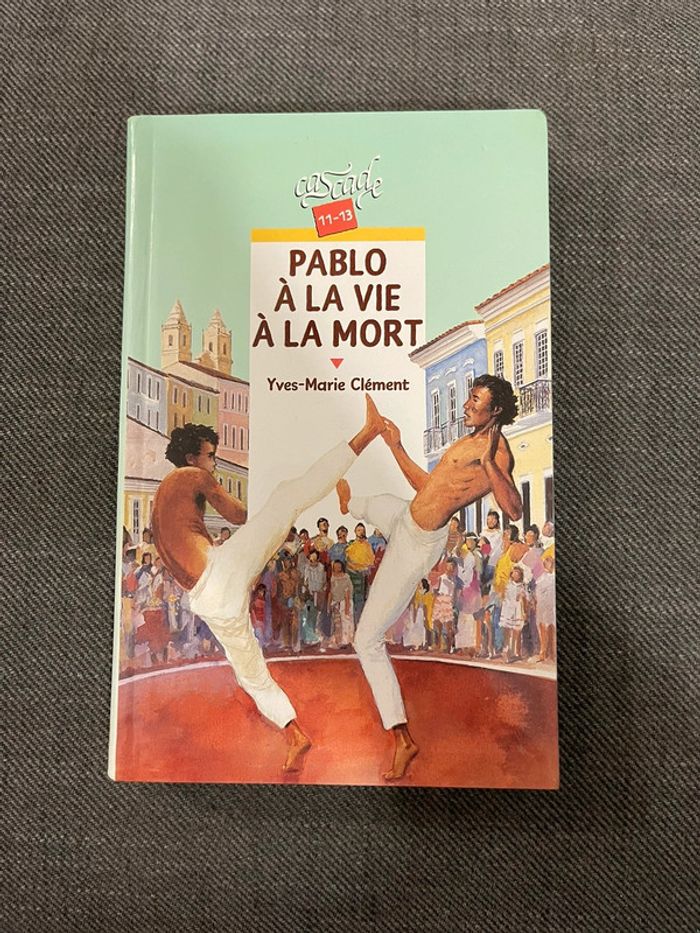 cascade
11-13
PABLO
À LA VIE
À LA MORT
Yves-Marie Clément